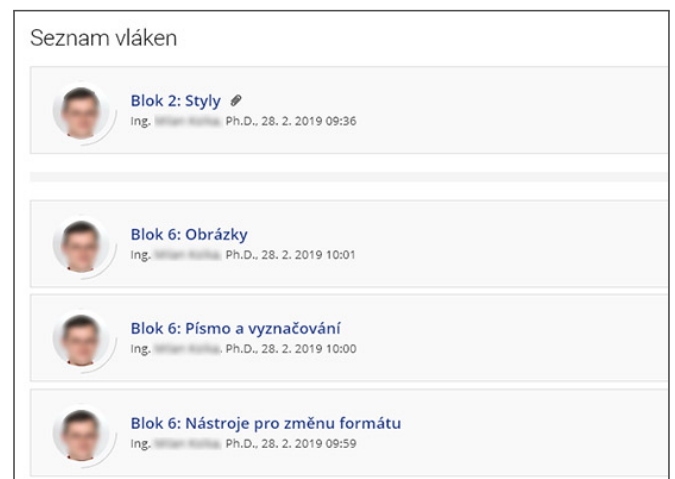 Seznam vláken
Blok 2: Styly
Ing. Ph.D., 28. 2. 2019 09:36
Blok 6: Obrázky
Ing. Ph.D., 28. 2. 2019 10:01
Blok 6: Písmo a vyznačování
Ing. Ph.D., 28. 2. 2019 10:00
Blok 6: Nástroje pro změnu formátu
Ing. Ph.D., 28. 2. 2019 09:59